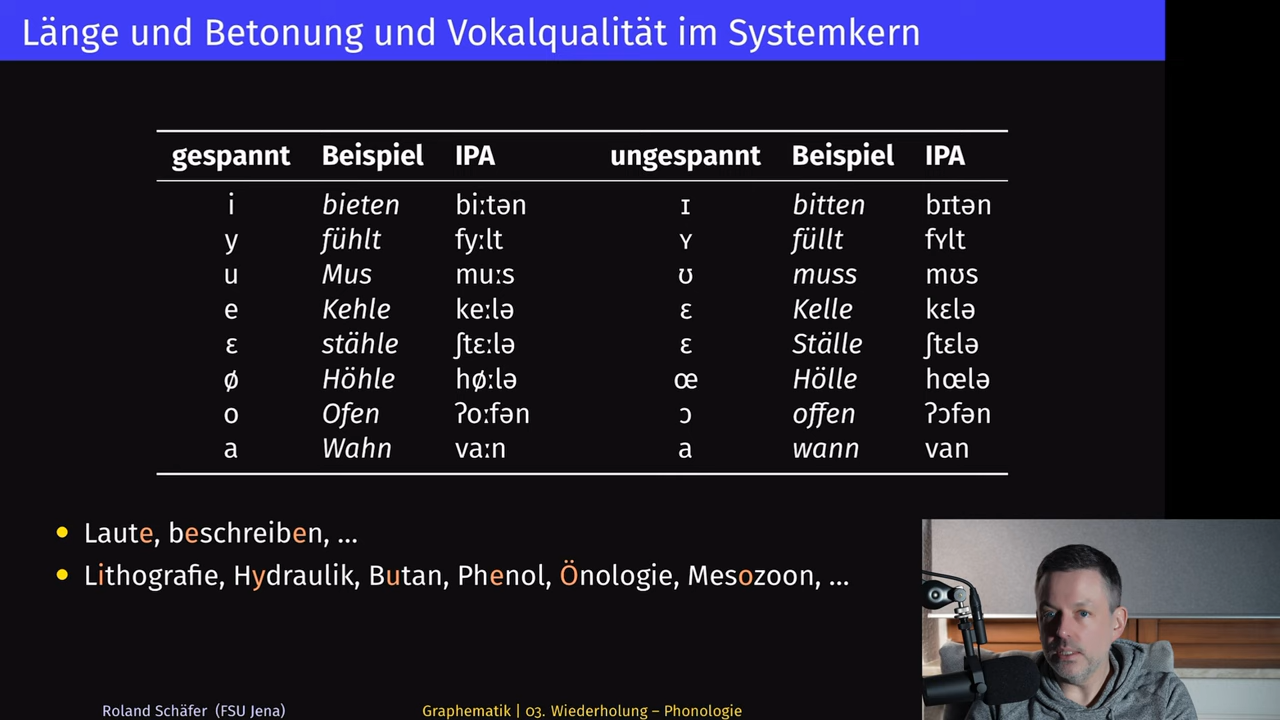 Länge und Betonung und Vokalqualität im Systemkern
gespannt Beispiel IPA ungespannt Beispiel IPA
i bieten biːtən ɪ bitten bɪtən
y fühlt fyːlt ʏ füllt fʏlt
u Mus muːs ʊ muss mʊs
e Kehle keːlə ɛ Kelle kɛlə
ɛ stähle ʃtɛːlə ɛ Ställe ʃtɛlə
ø Höhle høːlə œ Hölle hœlə
o Ofen ʔoːfən ɔ offen ʔɔfən
a Wahn vaːn a wann van
• Laute, beschreiben, ...
• Lithografie, Hydraulik, Butan, Phenol, Önologie, Mesozoon, ...
Roland Schäfer (FSU Jena) Graphematik | 03. Wiederholung – Phonologie